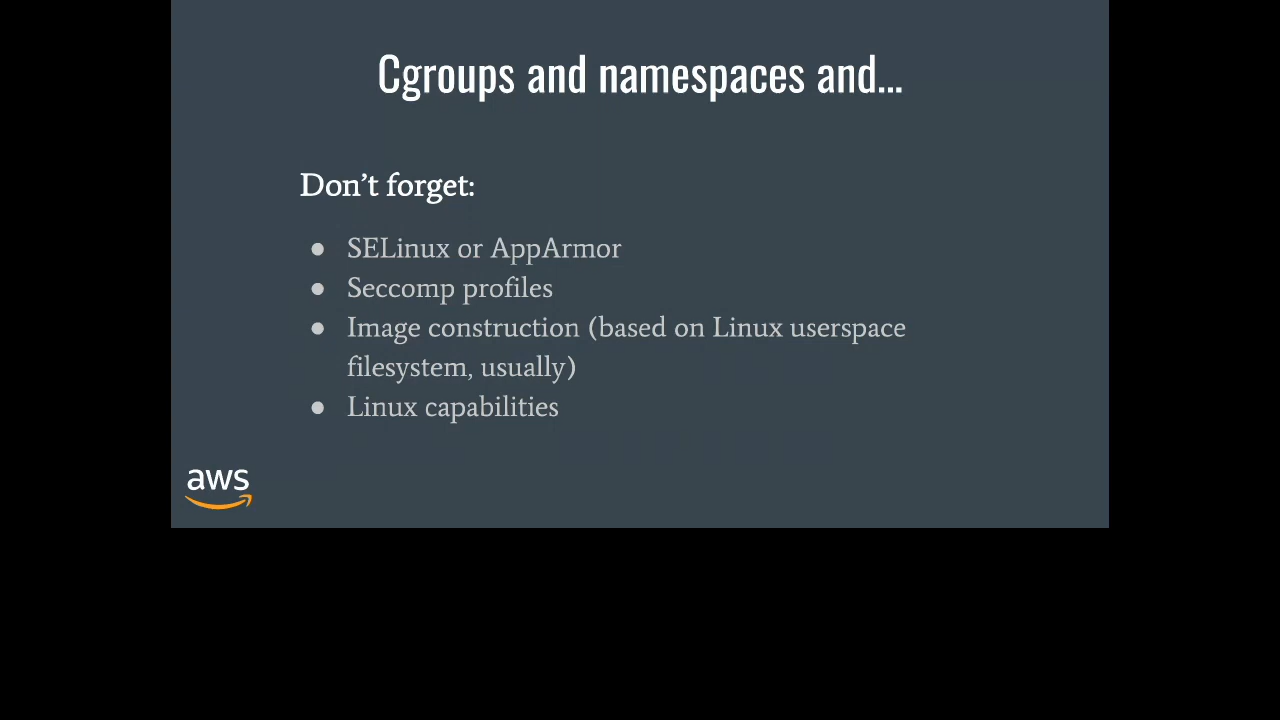 Cgroups and namespaces and...
Don’t forget:
● SELinux or AppArmor
● Seccomp profiles
● Image construction (based on Linux userspace
filesystem, usually)
● Linux capabilities
aws